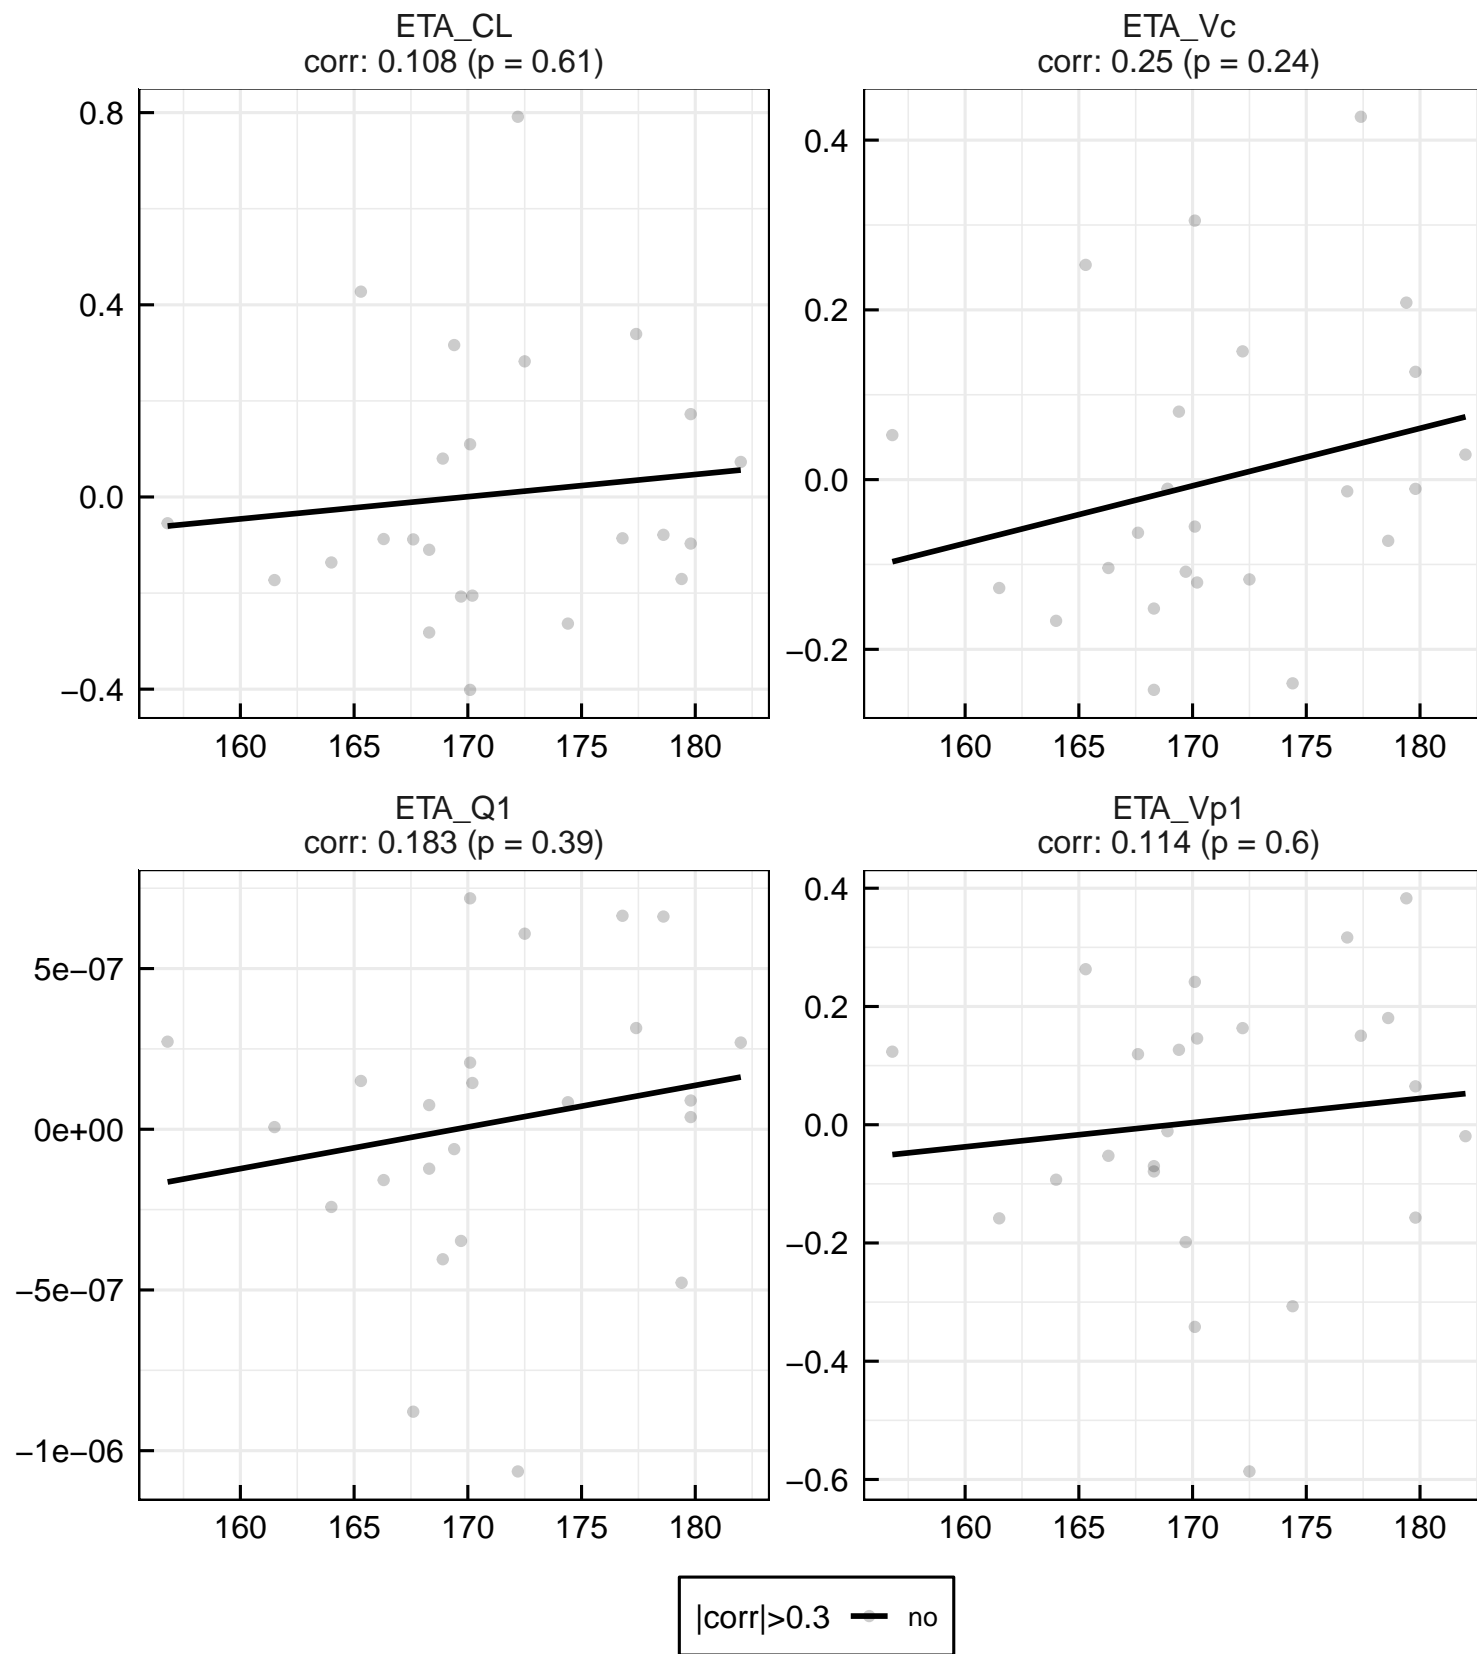 ETA_CL
corr: 0.108 (p = 0.61)
ETA_Vc
corr: 0.25 (p = 0.24)
0.8
0.4
0.0
−0.4
160 165 170 175 180
0.4
0.2
0.0
−0.2
160 165 170 175 180
ETA_Q1
corr: 0.183 (p = 0.39)
ETA_Vp1
corr: 0.114 (p = 0.6)
5e−07
0e+00
−5e−07
−1e−06
160 165 170 175 180
0.4
0.2
0.0
−0.2
−0.4
−0.6
160 165 170 175 180
|corr|>0.3 no